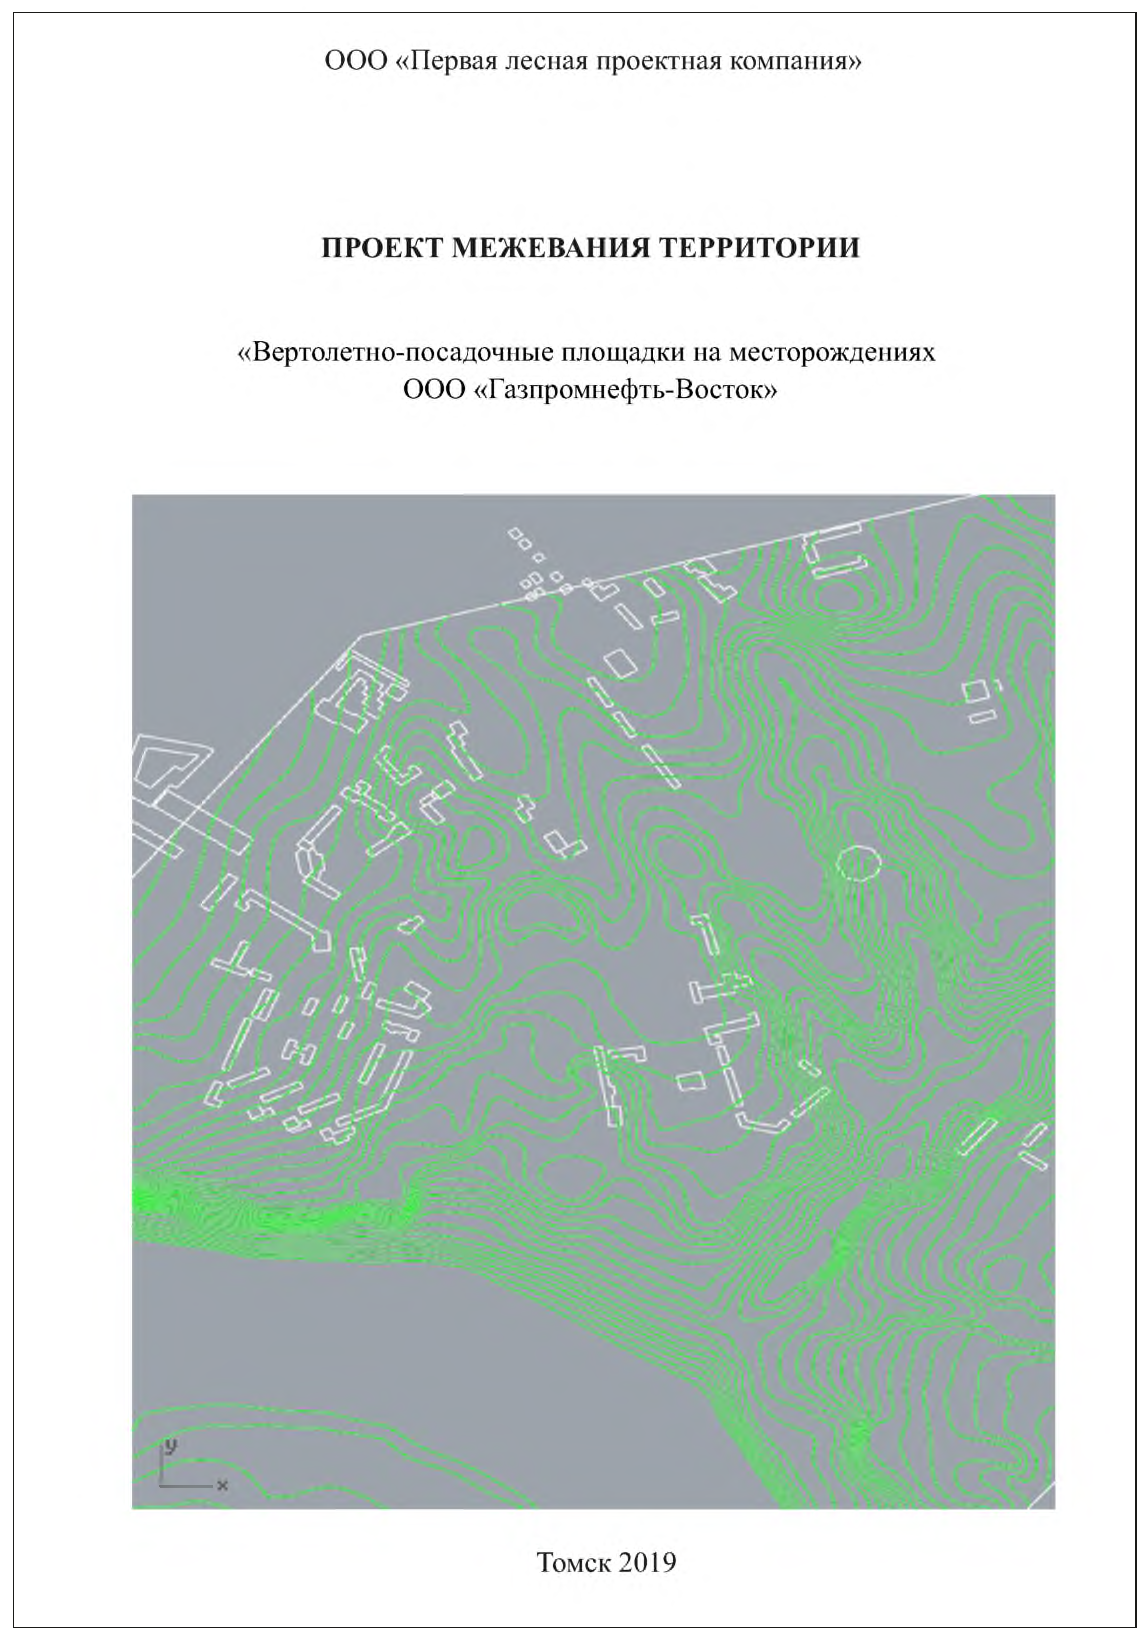 ООО «Первая лесная проектная компания»
ПРОЕКТ МЕЖЕВАНИЯ ТЕРРИТОРИИ
«Вертолетно-посадочные площадки на месторождениях
ООО «Газпромнефть-Восток»
y
x
Томск 2019